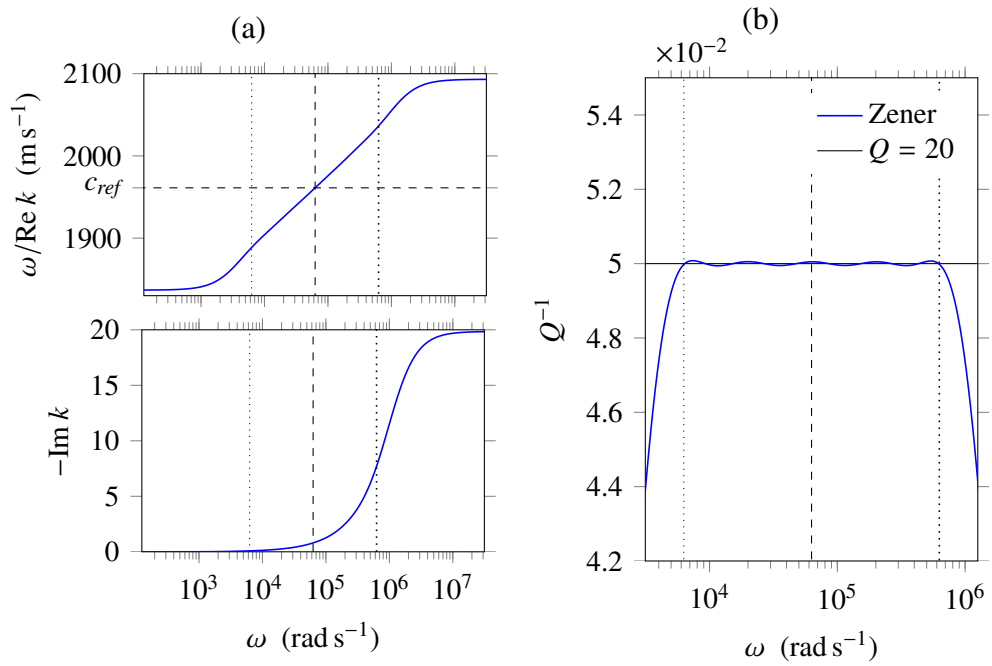 (a)
2100
2000
c_ref
1900
ω/Re k (m s⁻¹)
20
15
10
5
0
−Im k
10³ 10⁴ 10⁵ 10⁶ 10⁷
ω (rad s⁻¹)
(b)
×10⁻²
5.4
5.2
5
4.8
4.6
4.4
4.2
Q⁻¹
Zener
Q = 20
10⁴ 10⁵ 10⁶
ω (rad s⁻¹)